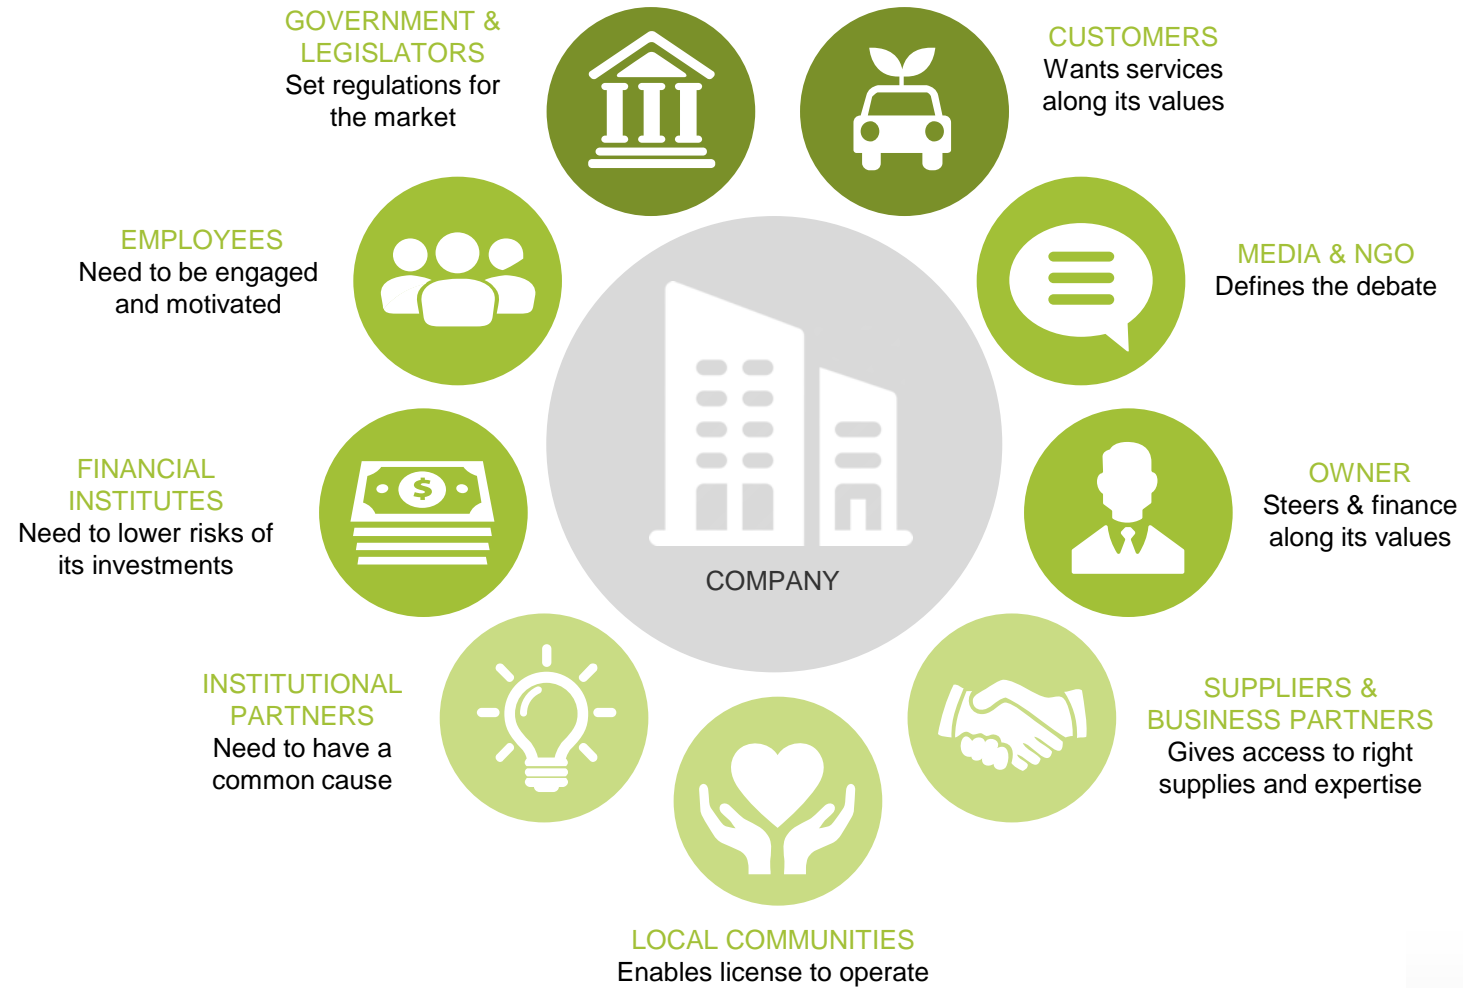 GOVERNMENT &
LEGISLATORS
Set regulations for
the market
CUSTOMERS
Wants services
along its values
EMPLOYEES
Need to be engaged
and motivated
MEDIA & NGO
Defines the debate
FINANCIAL
INSTITUTES
Need to lower risks of
its investments
$
OWNER
Steers & finance
along its values
COMPANY
INSTITUTIONAL
PARTNERS
Need to have a
common cause
SUPPLIERS &
BUSINESS PARTNERS
Gives access to right
supplies and expertise
LOCAL COMMUNITIES
Enables license to operate